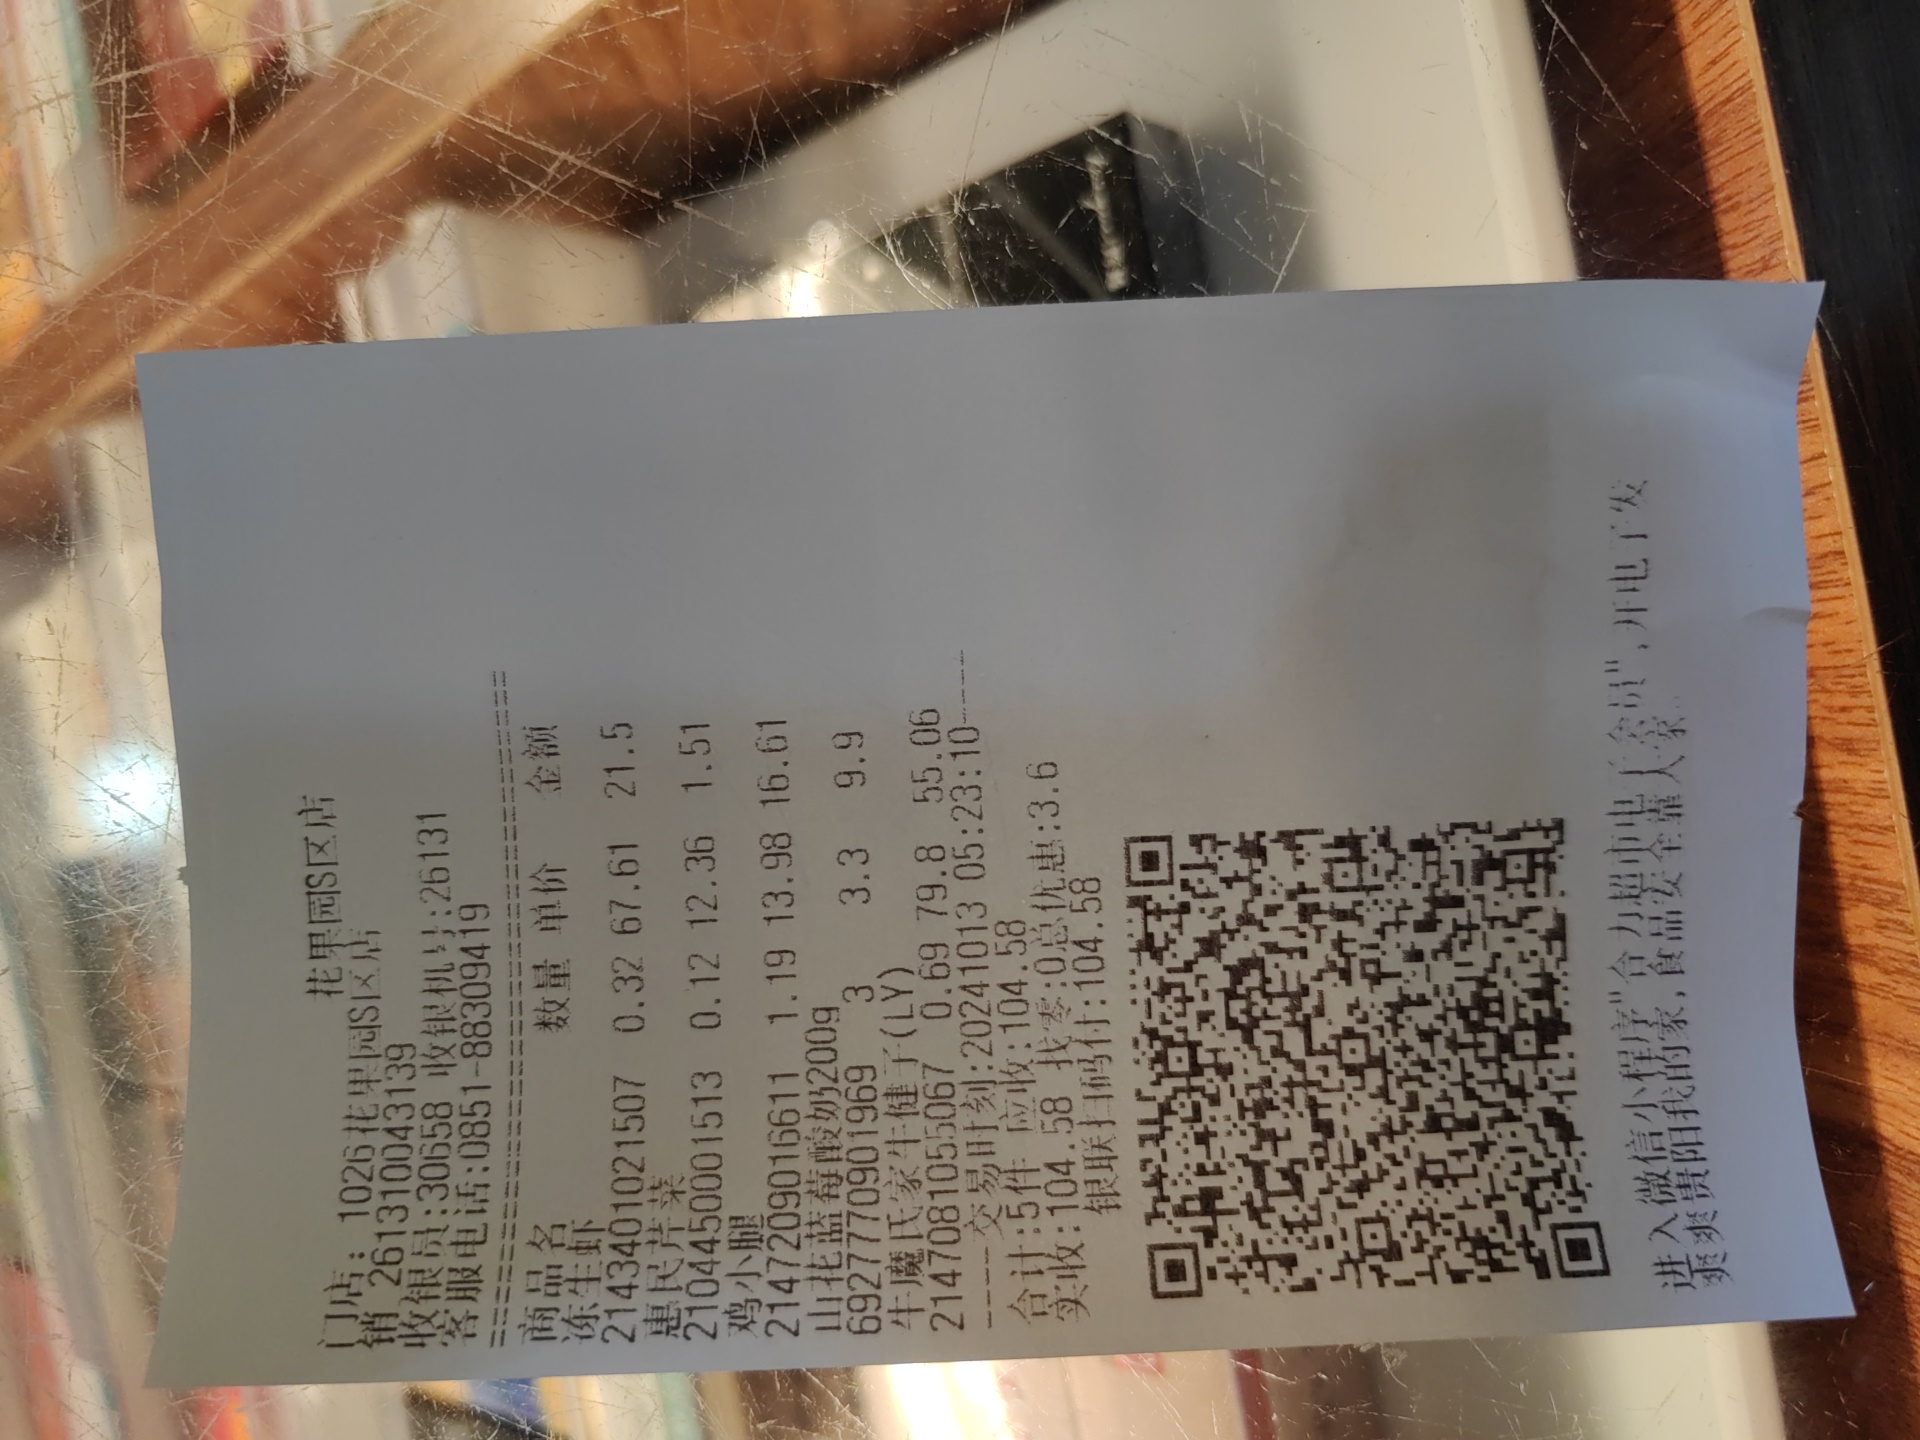 花果园S区店
门店: 1026花果园S区店
销 261310043139
收银员:30658 收银机号:26131
客服电话:0851-88309419
商品名 数量 单价 金额
冻生虾
2143401021507 0.32 67.61 21.5
惠民芹菜
2104450001513 0.12 12.36 1.51
鸡小腿
2147209016611 1.19 13.98 16.61
山花蓝莓酸奶200g
6927777090​1969 3 3.3 9.9
牛魔氏家牛健子(LY)
2147081055067 0.69 79.8 55.06
-----交易时刻:20241013 05:23:10-----
合计:5件 应收:104.58
实收:104.58 找零:0总优惠:3.6
银联扫码付:104.58
进入微信小程序"合力超市电子会员",开电子发
爽爽贵阳我的家,食品安全靠大家.